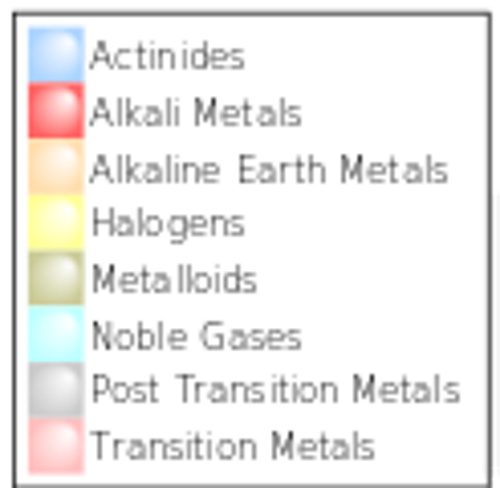 Actinides
Alkali Metals
Alkaline Earth Metals
Halogens
Metalloids
Noble Gases
Post Transition Metals
Transition Metals